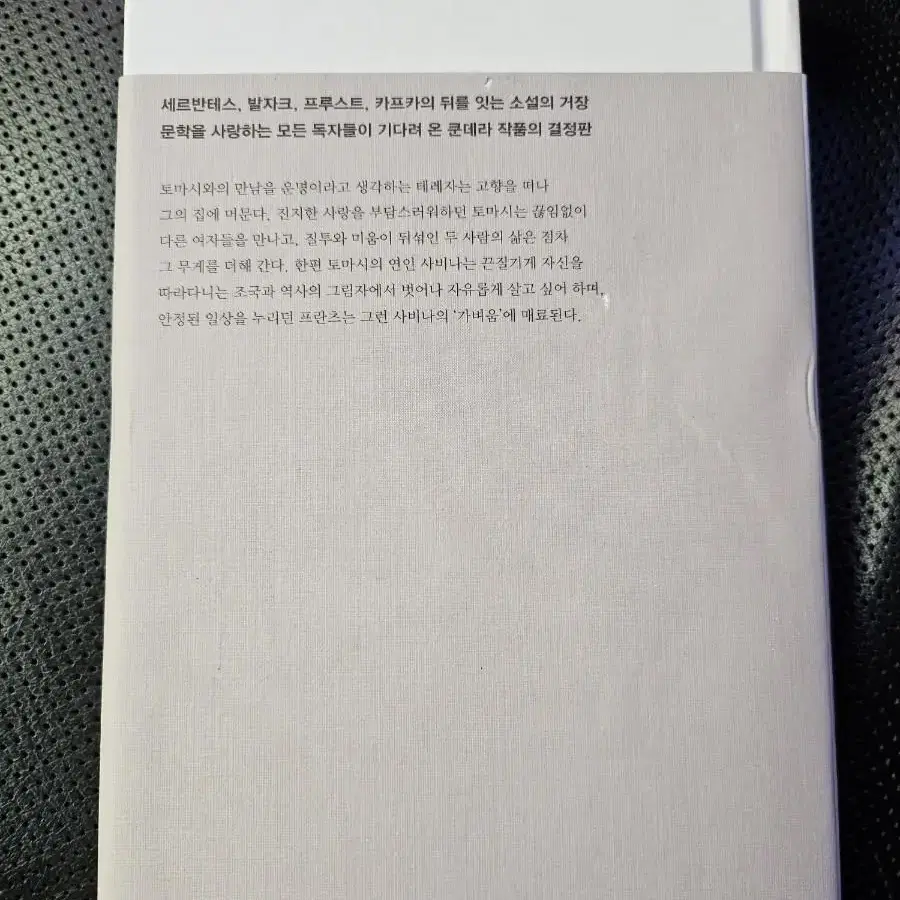 세르반테스, 발자크, 프루스트, 카프카의 뒤를 잇는 소설의 거장
문학을 사랑하는 모든 독자들이 기다려 온 쿤데라 작품의 결정판
토마시와의 만남을 운명이라고 생각하는 테레자는 고향을 떠나
그의 집에 머문다. 진지한 사랑을 부담스러워하던 토마시는 끊임없이
다른 여자들을 만나고, 질투와 미움이 뒤섞인 두 사람의 삶은 점차
그 무게를 더해 간다. 한편 토마시의 연인 사비나는 끈질기게 자신을
따라다니는 조국과 역사의 그림자에서 벗어나 자유롭게 살고 싶어 하며,
안정된 일상을 누리던 프란츠는 그런 사비나의 ‘가벼움’에 매료된다.